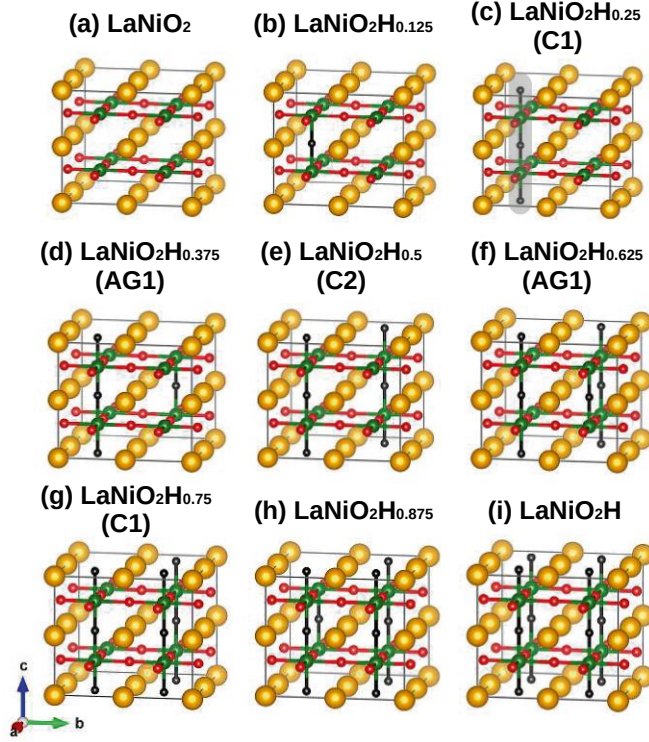 (a) LaNiO₂
(b) LaNiO₂H₀.₁₂₅
(c) LaNiO₂H₀.₂₅
(C1)
(d) LaNiO₂H₀.₃₇₅
(AG1)
(e) LaNiO₂H₀.₅
(C2)
(f) LaNiO₂H₀.₆₂₅
(AG1)
(g) LaNiO₂H₀.₇₅
(C1)
(h) LaNiO₂H₀.₈₇₅
(i) LaNiO₂H
c
a
b